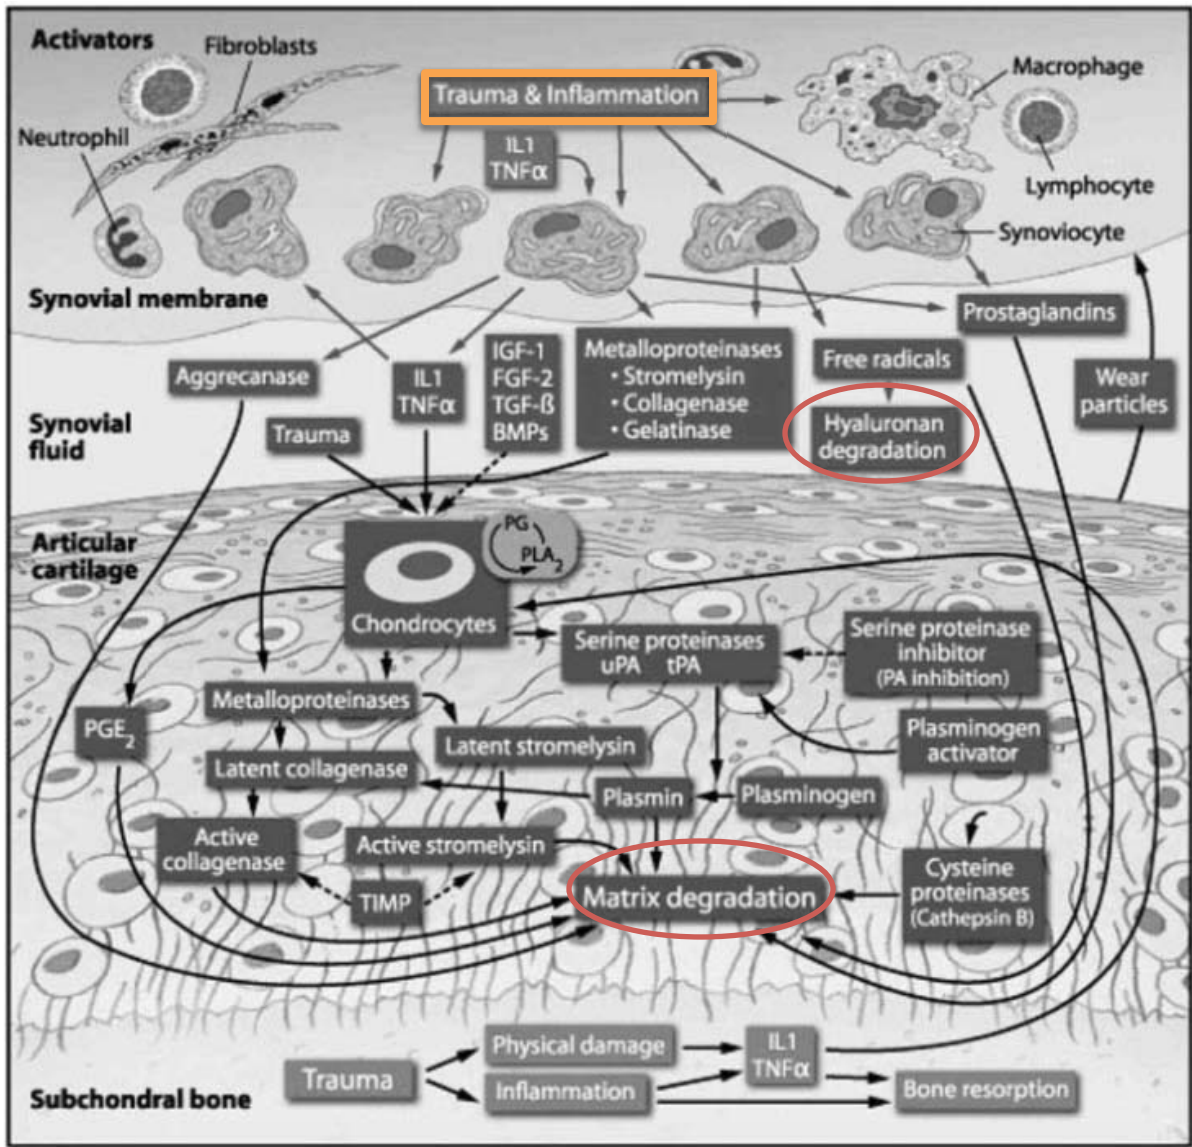 Activators
Fibroblasts
Neutrophil
Trauma & Inflammation
IL1
TNFα
Macrophage
Lymphocyte
Synoviocyte
Synovial membrane
Prostaglandins
Aggrecanase
IL1
TNFα
IGF-1
FGF-2
TGF-ß
BMPs
Metalloproteinases
• Stromelysin
• Collagenase
• Gelatinase
Free radicals
Hyaluronan
degradation
Wear
particles
Synovial
fluid
Trauma
Articular
cartilage
PG
PLA₂
Chondrocytes
Serine proteinases
uPA tPA
Serine proteinase
inhibitor
(PA inhibition)
Metalloproteinases
PGE₂
Latent stromelysin
Plasminogen
activator
Latent collagenase
Plasmin
Plasminogen
Active
collagenase
Active stromelysin
TIMP
Matrix degradation
Cysteine
proteinases
(Cathepsin B)
Physical damage
IL1
TNFα
Trauma
Inflammation
Bone resorption
Subchondral bone